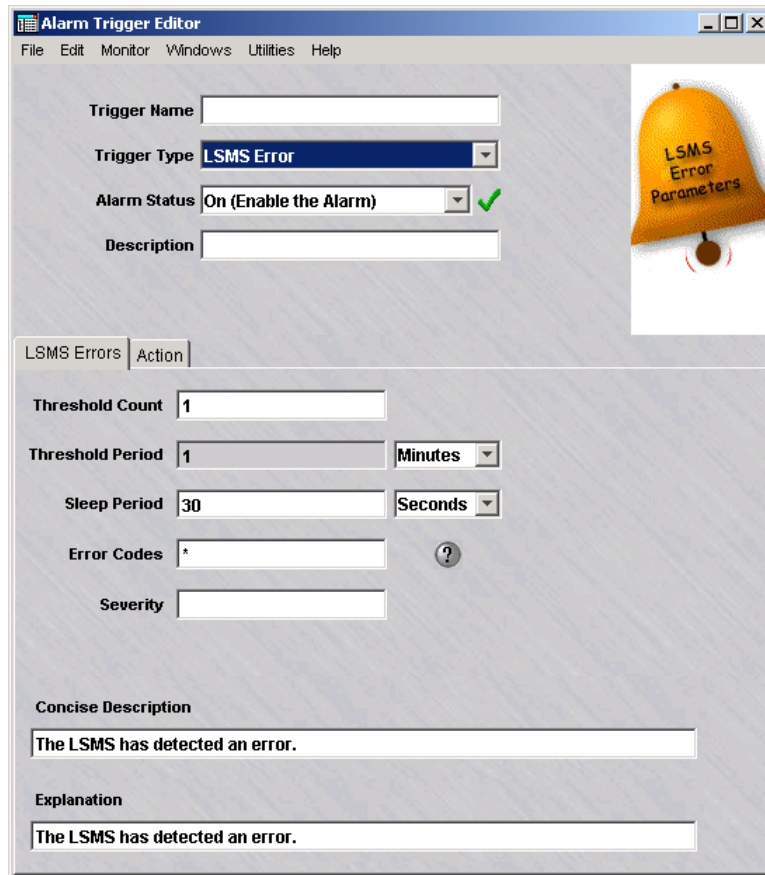 Alarm Trigger Editor
File Edit Monitor Windows Utilities Help
Trigger Name
Trigger Type LSMS Error
Alarm Status On (Enable the Alarm)
Description
LSMS
Error
Parameters
LSMS Errors Action
Threshold Count 1
Threshold Period 1 Minutes
Sleep Period 30 Seconds
Error Codes * ?
Severity
Concise Description
The LSMS has detected an error.
Explanation
The LSMS has detected an error.